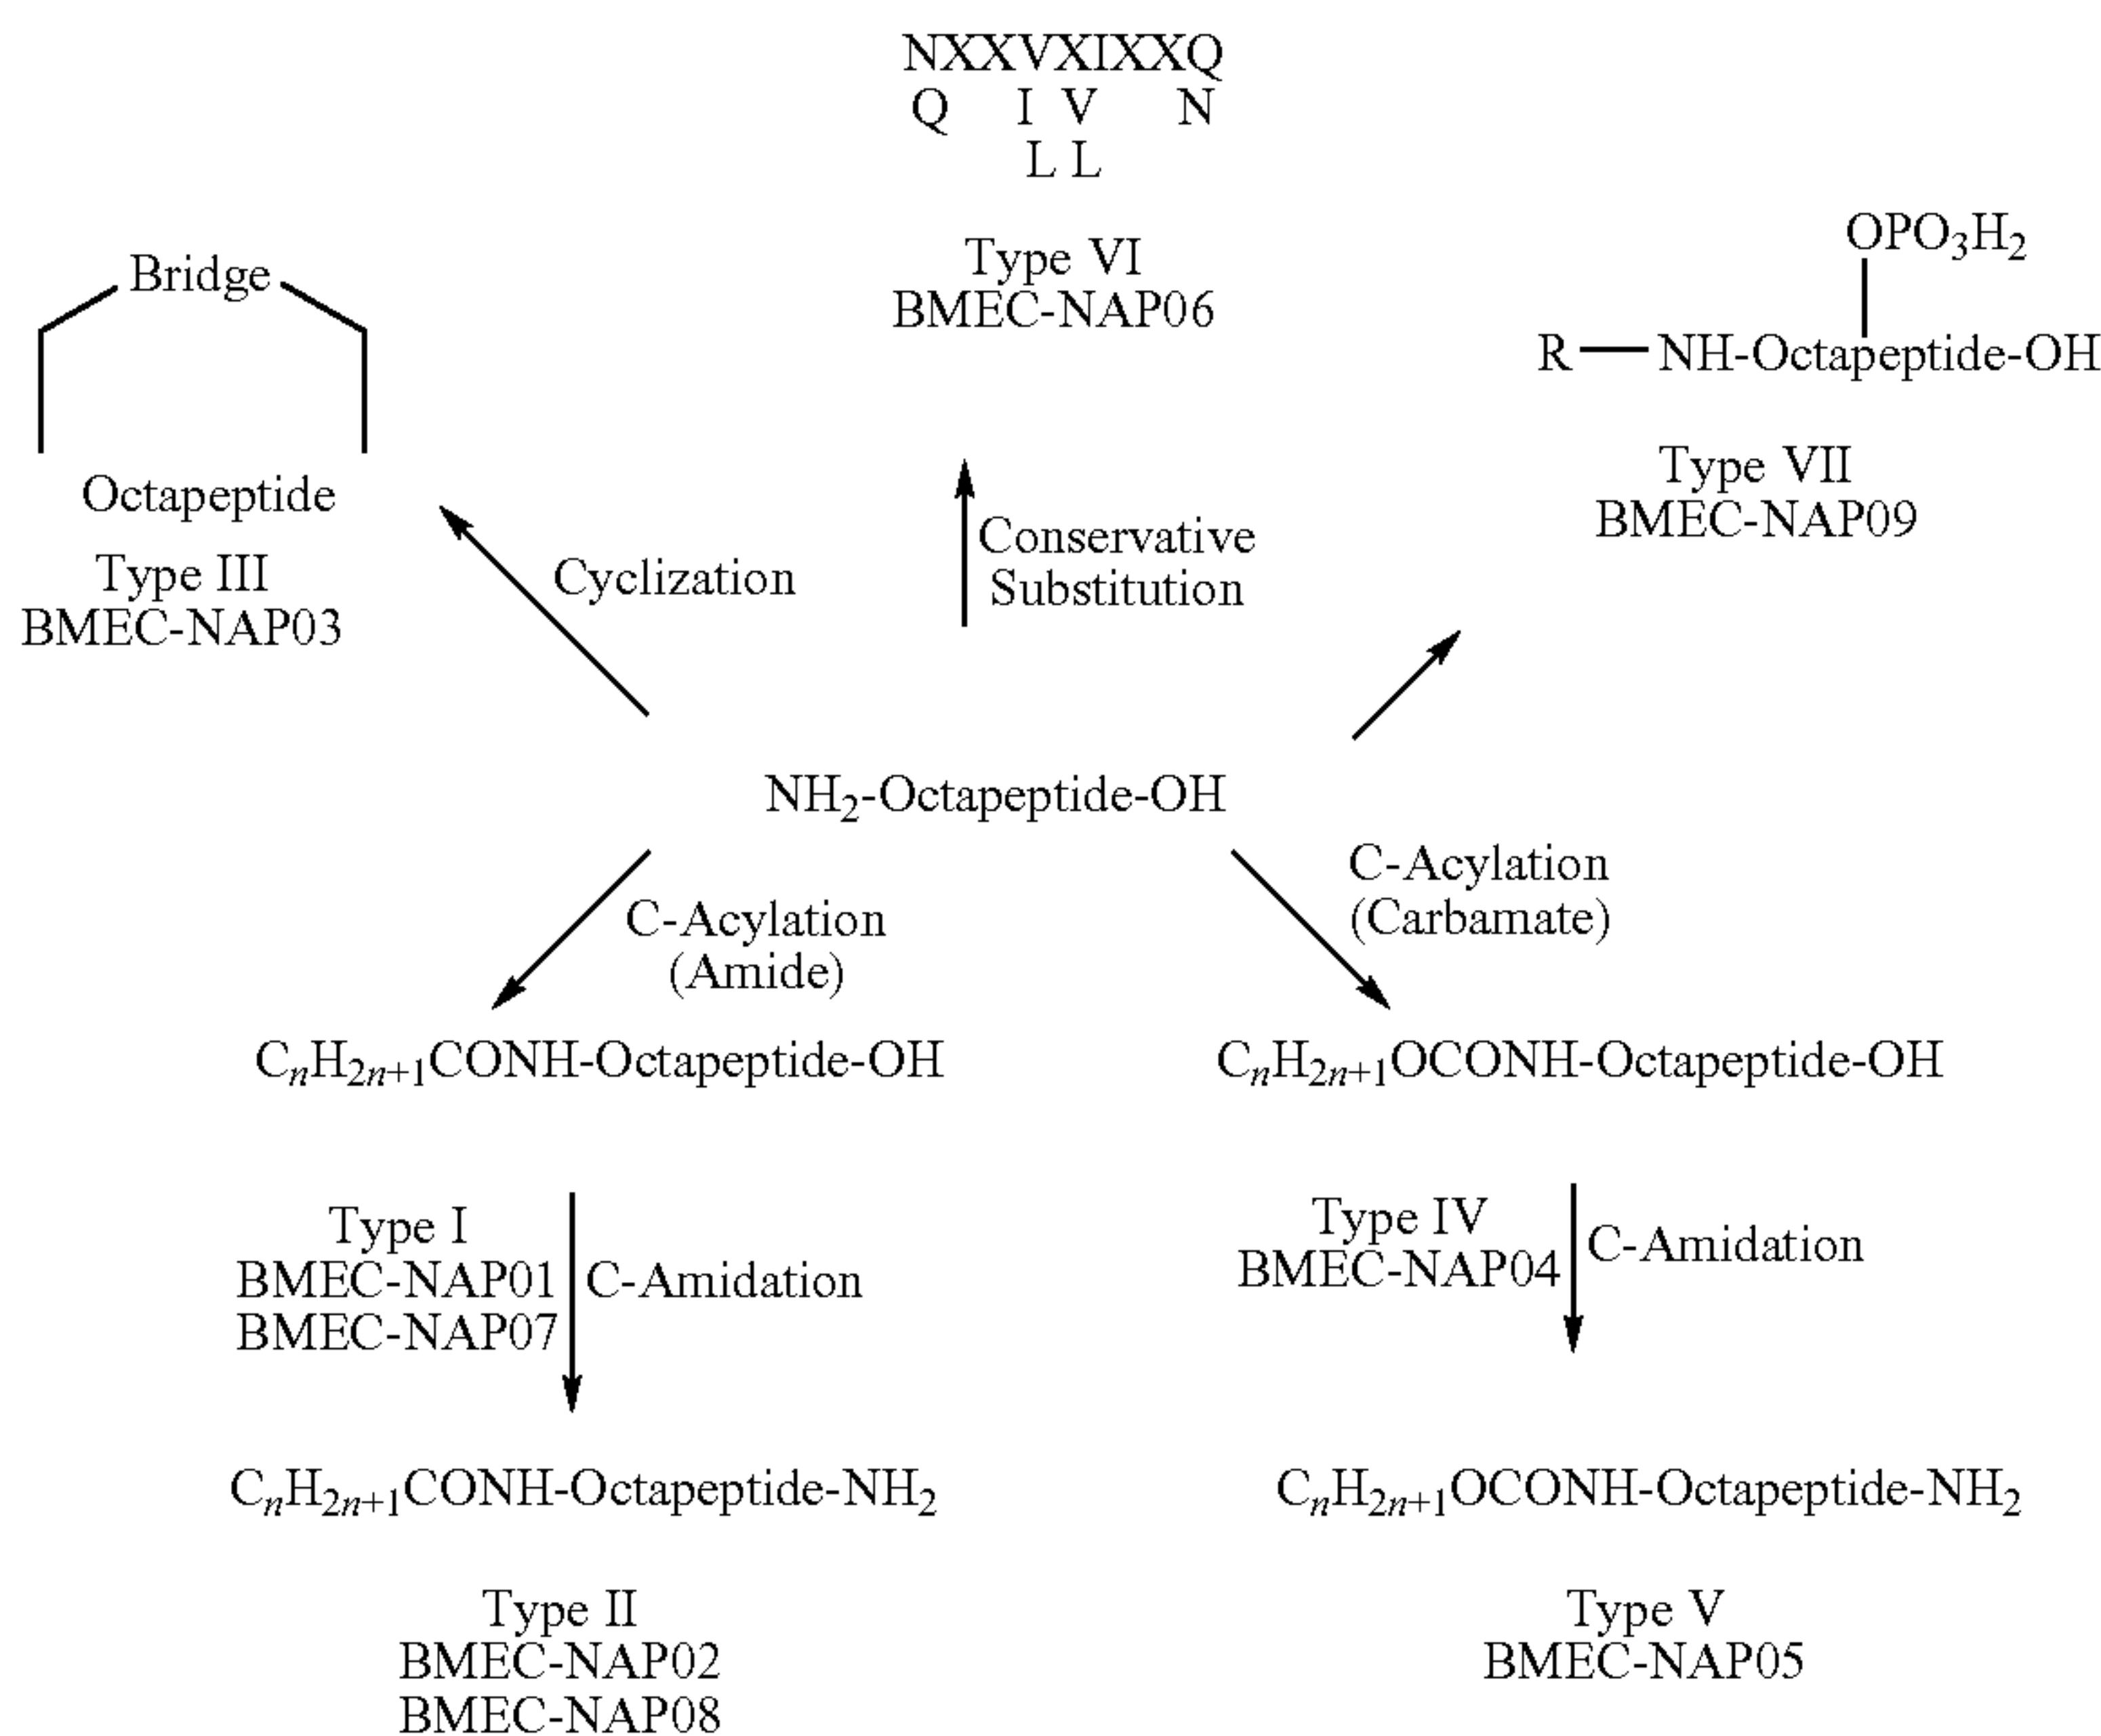 NXXVXIXXQ
Q I V N
L L
Type VI
BMEC-NAP06
Bridge
Octapeptide
Type III
BMEC-NAP03
OPO₃H₂
R—NH-Octapeptide-OH
Type VII
BMEC-NAP09
Cyclization
Conservative
Substitution
NH₂-Octapeptide-OH
C-Acylation
(Amide)
C-Acylation
(Carbamate)
CₙH₂ₙ₊₁CONH-Octapeptide-OH
CₙH₂ₙ₊₁OCONH-Octapeptide-OH
Type I
BMEC-NAP01
BMEC-NAP07
C-Amidation
Type IV
BMEC-NAP04
C-Amidation
CₙH₂ₙ₊₁CONH-Octapeptide-NH₂
CₙH₂ₙ₊₁OCONH-Octapeptide-NH₂
Type II
BMEC-NAP02
BMEC-NAP08
Type V
BMEC-NAP05